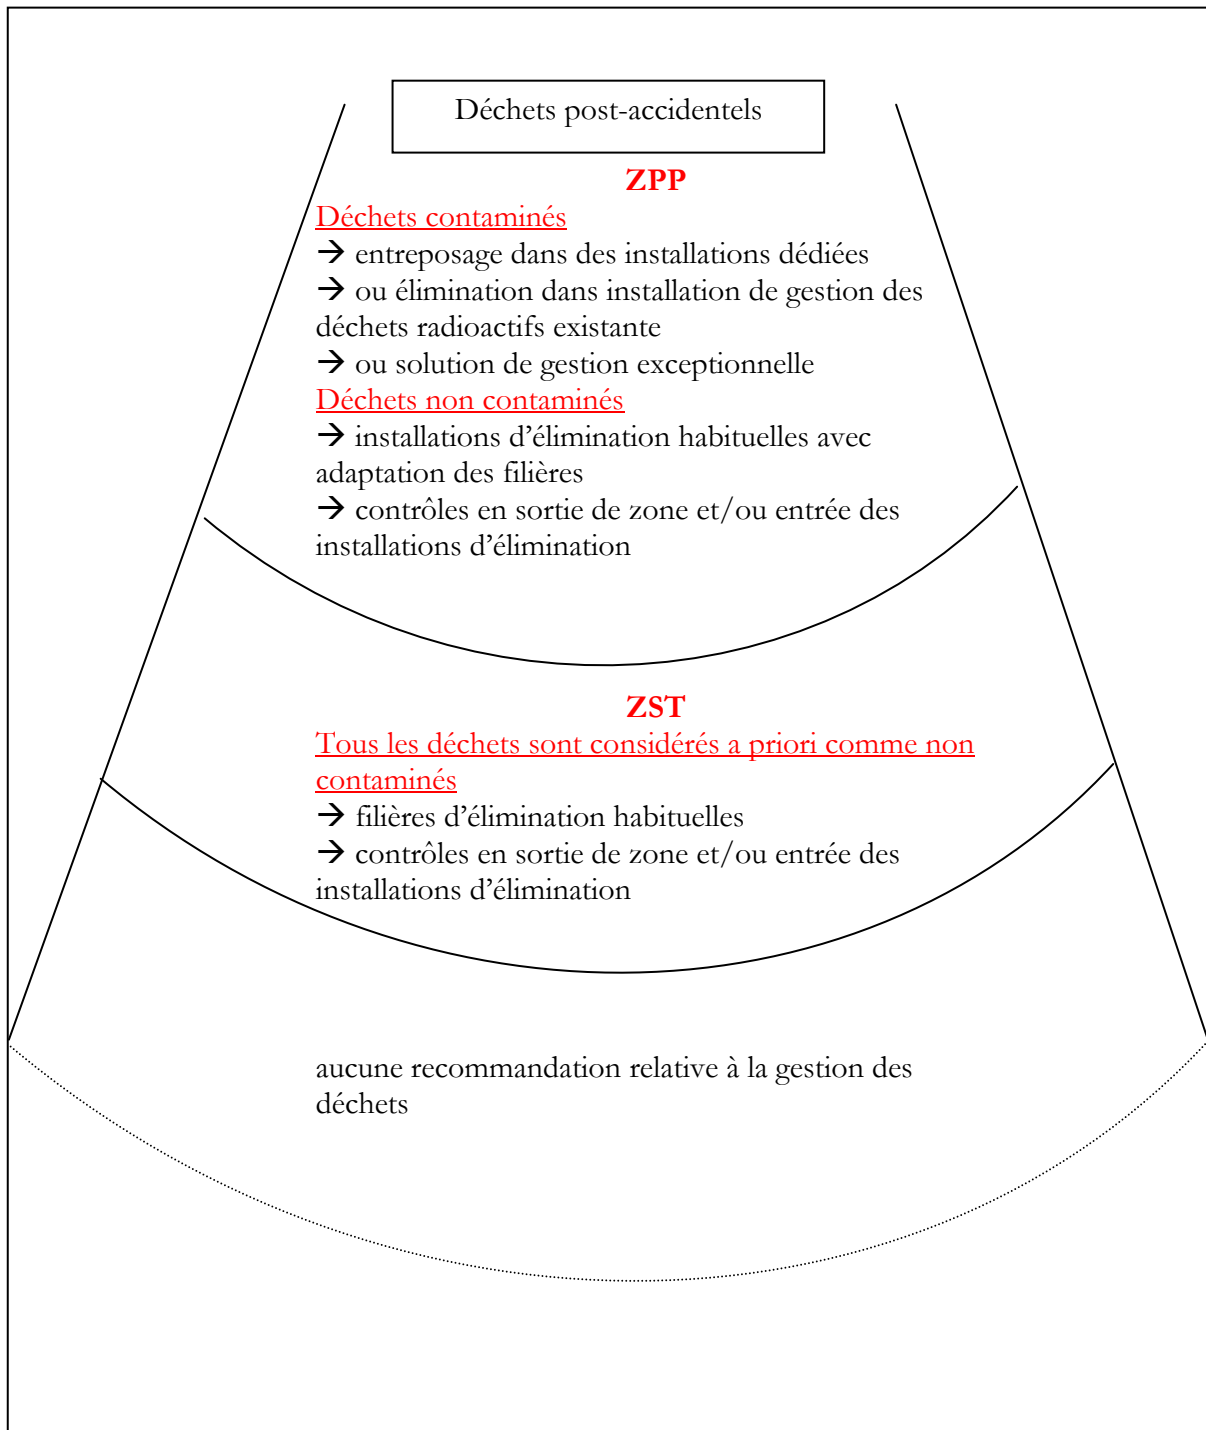 Déchets post-accidentels
ZPP
Déchets contaminés
→ entreposage dans des installations dédiées
→ ou élimination dans installation de gestion des
déchets radioactifs existante
→ ou solution de gestion exceptionnelle
Déchets non contaminés
→ installations d’élimination habituelles avec
adaptation des filières
→ contrôles en sortie de zone et/ou entrée des
installations d’élimination
ZST
Tous les déchets sont considérés a priori comme non
contaminés
→ filières d’élimination habituelles
→ contrôles en sortie de zone et/ou entrée des
installations d’élimination
aucune recommandation relative à la gestion des
déchets